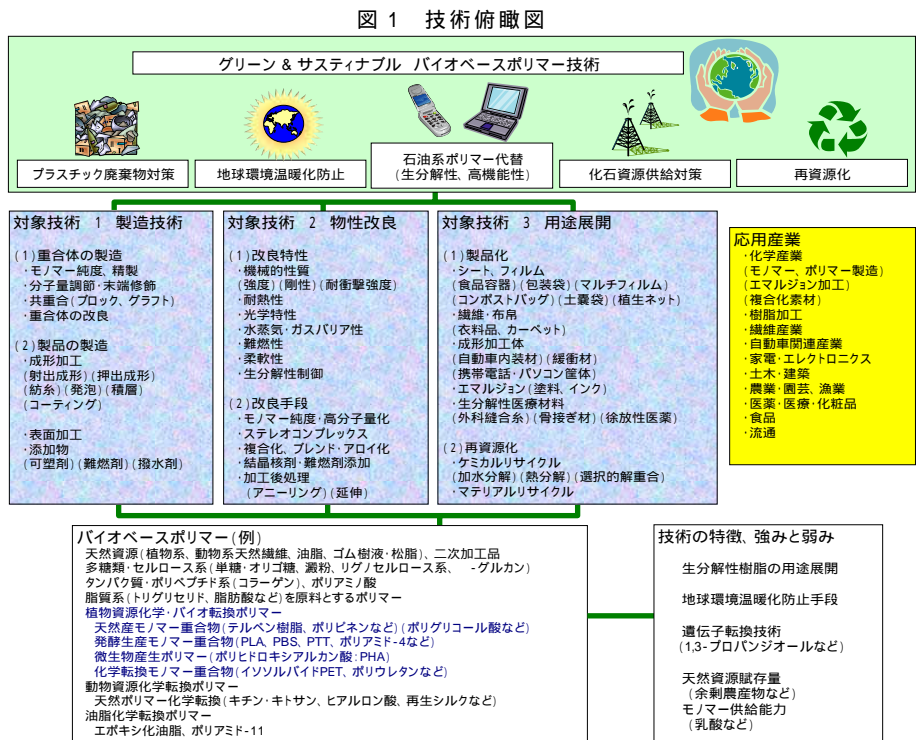 図1 技術俯瞰図
グリーン&サスティナブル バイオベースポリマー技術
プラスチック廃棄物対策
地球環境温暖化防止
石油系ポリマー代替
(生分解性、高機能性)
化石資源供給対策
再資源化
対象技術 1 製造技術
(1)重合体の製造
・モノマー純度、精製
・分子量調節・末端修飾
・共重合(ブロック、グラフト)
・重合体の改良
(2)製品の製造
・成形加工
(射出成形)(押出成形)
(紡糸)(発泡)(積層)
(コーティング)
・表面加工
・添加物
(可塑剤)(難燃剤)(撥水剤)
対象技術 2 物性改良
(1)改良特性
・機械的性質
(強度)(剛性)(耐衝撃強度)
・耐熱性
・光学特性
・水蒸気・ガスバリア性
・難燃性
・柔軟性
・生分解性制御
(2)改良手段
・モノマー純度・高分子量化
・ステレオコンプレックス
・複合化、ブレンド・アロイ化
・結晶核剤・難燃剤添加
・加工後処理
(アニーリング)(延伸)
対象技術 3 用途展開
(1)製品化
・シート、フィルム
(食品容器)(包装袋)(マルチフィルム)
(コンポストバッグ)(土嚢袋)(植生ネット)
・繊維・布帛
(衣料品、カーペット)
・成形加工体
(自動車内装材)(緩衝材)
(携帯電話・パソコン筐体)
・エマルジョン(塗料、インク)
・生分解性医療材料
(外科縫合糸)(骨接ぎ材)(徐放性医薬)
(2)再資源化
・ケミカルリサイクル
(加水分解)(熱分解)(選択的解重合)
・マテリアルリサイクル
応用産業
・化学産業
(モノマー、ポリマー製造)
(エマルジョン加工)
(複合化素材)
・樹脂加工
・繊維産業
・自動車関連産業
・家電・エレクトロニクス
・土木・建築
・農業・園芸、漁業
・医薬・医療・化粧品
・食品
・流通
バイオベースポリマー(例)
天然資源(植物系、動物系天然繊維、油脂、ゴム樹液・松脂)、二次加工品
多糖類・セルロース系(単糖・オリゴ糖、澱粉、リグノセルロース系、 -グルカン)
タンパク質・ポリペプチド系(コラーゲン)、ポリアミノ酸
脂質系(トリグリセリド、脂肪酸など)を原料とするポリマー
植物資源化学・バイオ転換ポリマー
天然産モノマー重合物(テルペン樹脂、ポリピネンなど)(ポリグリコール酸など)
発酵生産モノマー重合物(PLA、PBS、PTT、ポリアミド-4など)
微生物産生ポリマー(ポリヒドロキシアルカン酸:PHA)
化学転換モノマー重合物(イソソルバイドPET、ポリウレタンなど)
動物資源化学転換ポリマー
天然ポリマー化学転換(キチン・キトサン、ヒアルロン酸、再生シルクなど)
油脂化学転換ポリマー
エポキシ化油脂、ポリアミド-11
技術の特徴、強みと弱み
生分解性樹脂の用途展開
地球環境温暖化防止手段
遺伝子転換技術
(1,3-プロパンジオールなど)
天然資源賦存量
(余剰農産物など)
モノマー供給能力
(乳酸など)